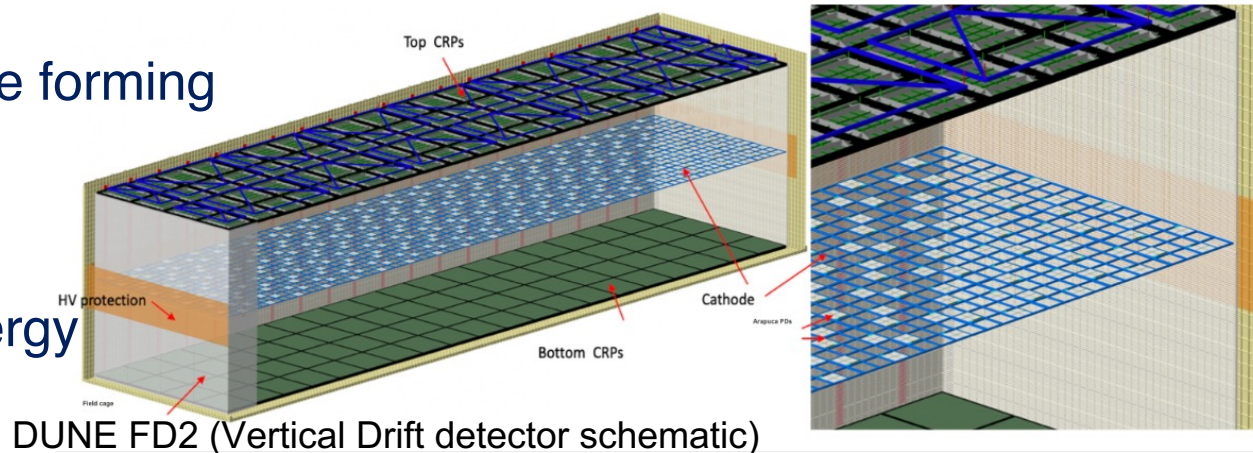 Top CRPs
e forming
HV protection
Cathode
Arapuca PDs
ergy
Bottom CRPs
Field cage
DUNE FD2 (Vertical Drift detector schematic)